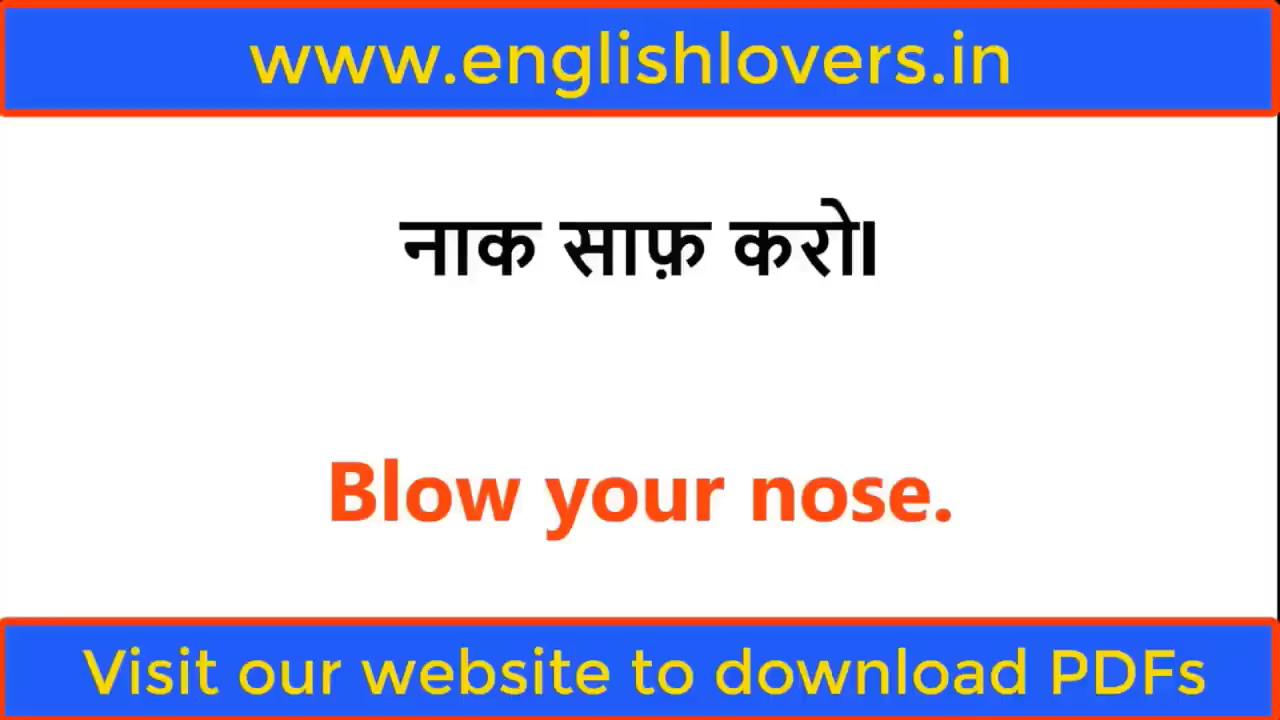 www.englishlovers.in
नाक साफ़ करो।
Blow your nose.
Visit our website to download PDFs